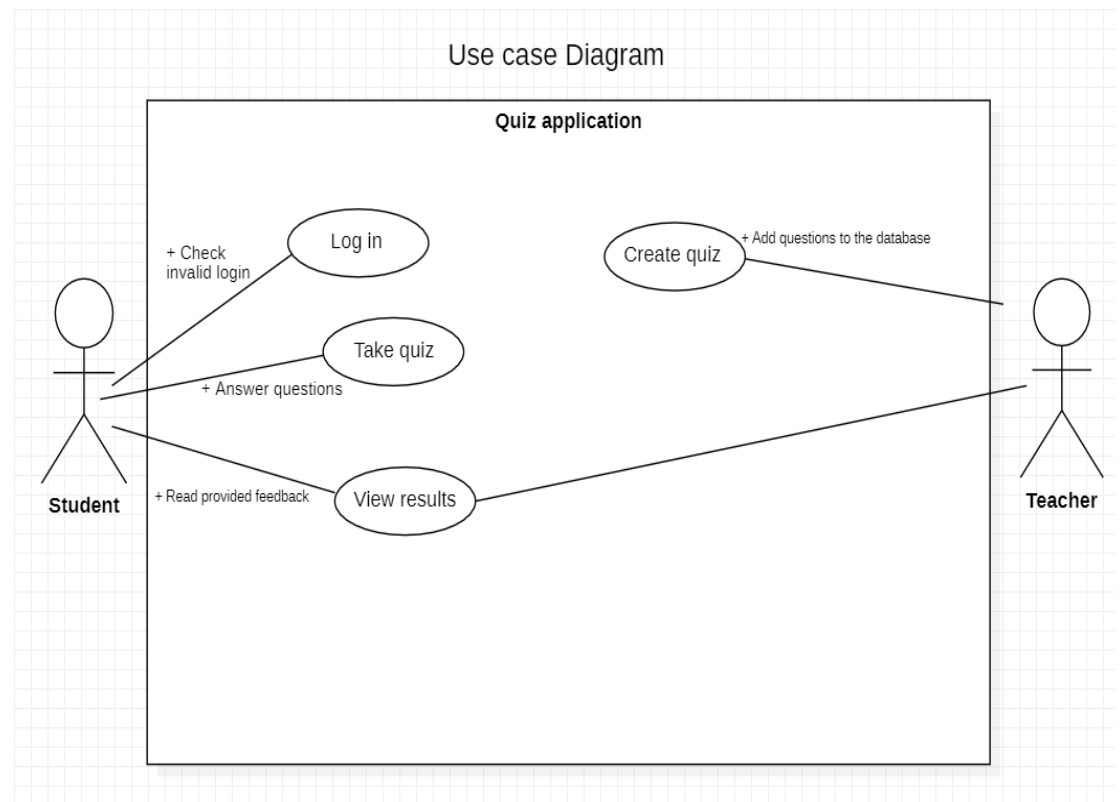 Use case Diagram
Quiz application
Log in
+ Check
invalid login
Create quiz
+ Add questions to the database
Take quiz
+ Answer questions
View results
+ Read provided feedback
Student
Teacher